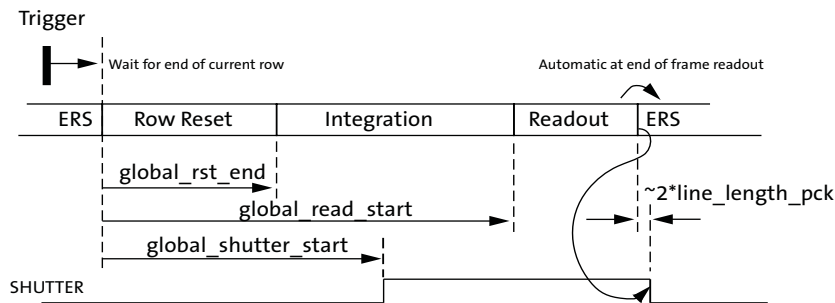 Trigger
Wait for end of current row
Automatic at end of frame readout
ERS
Row Reset
Integration
Readout
ERS
global_rst_end
~2*line_length_pck
global_read_start
global_shutter_start
SHUTTER